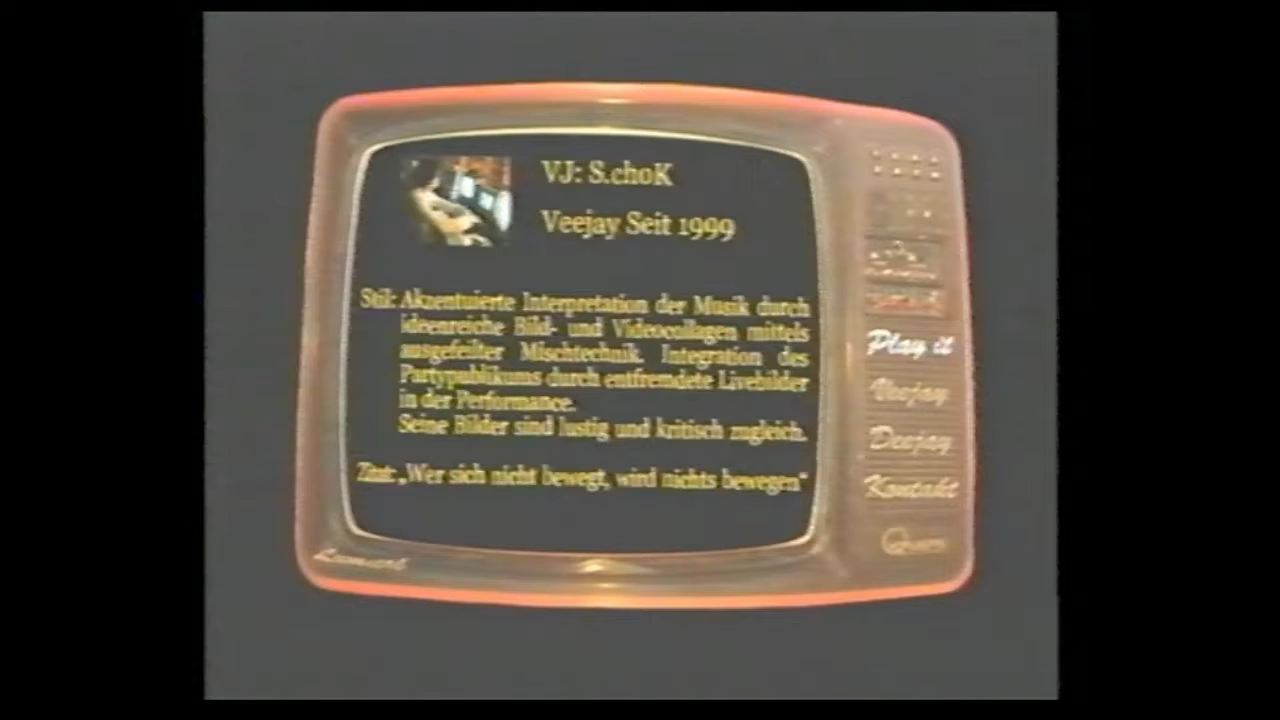 VJ: S.choK
Veejay Seit 1999
Stil: Akzentuierte Interpretation der Musik durch
ideenreiche Bild- und Videocollagen mittels
ausgefeilter Mischtechnik. Integration des
Partypublikums durch entfremdete Livebilder
in der Performance.
Seine Bilder sind lustig und kritisch zugleich.
Zitat: „Wer sich nicht bewegt, wird nichts bewegen“
Play it
Veejay
Deejay
Kontakt